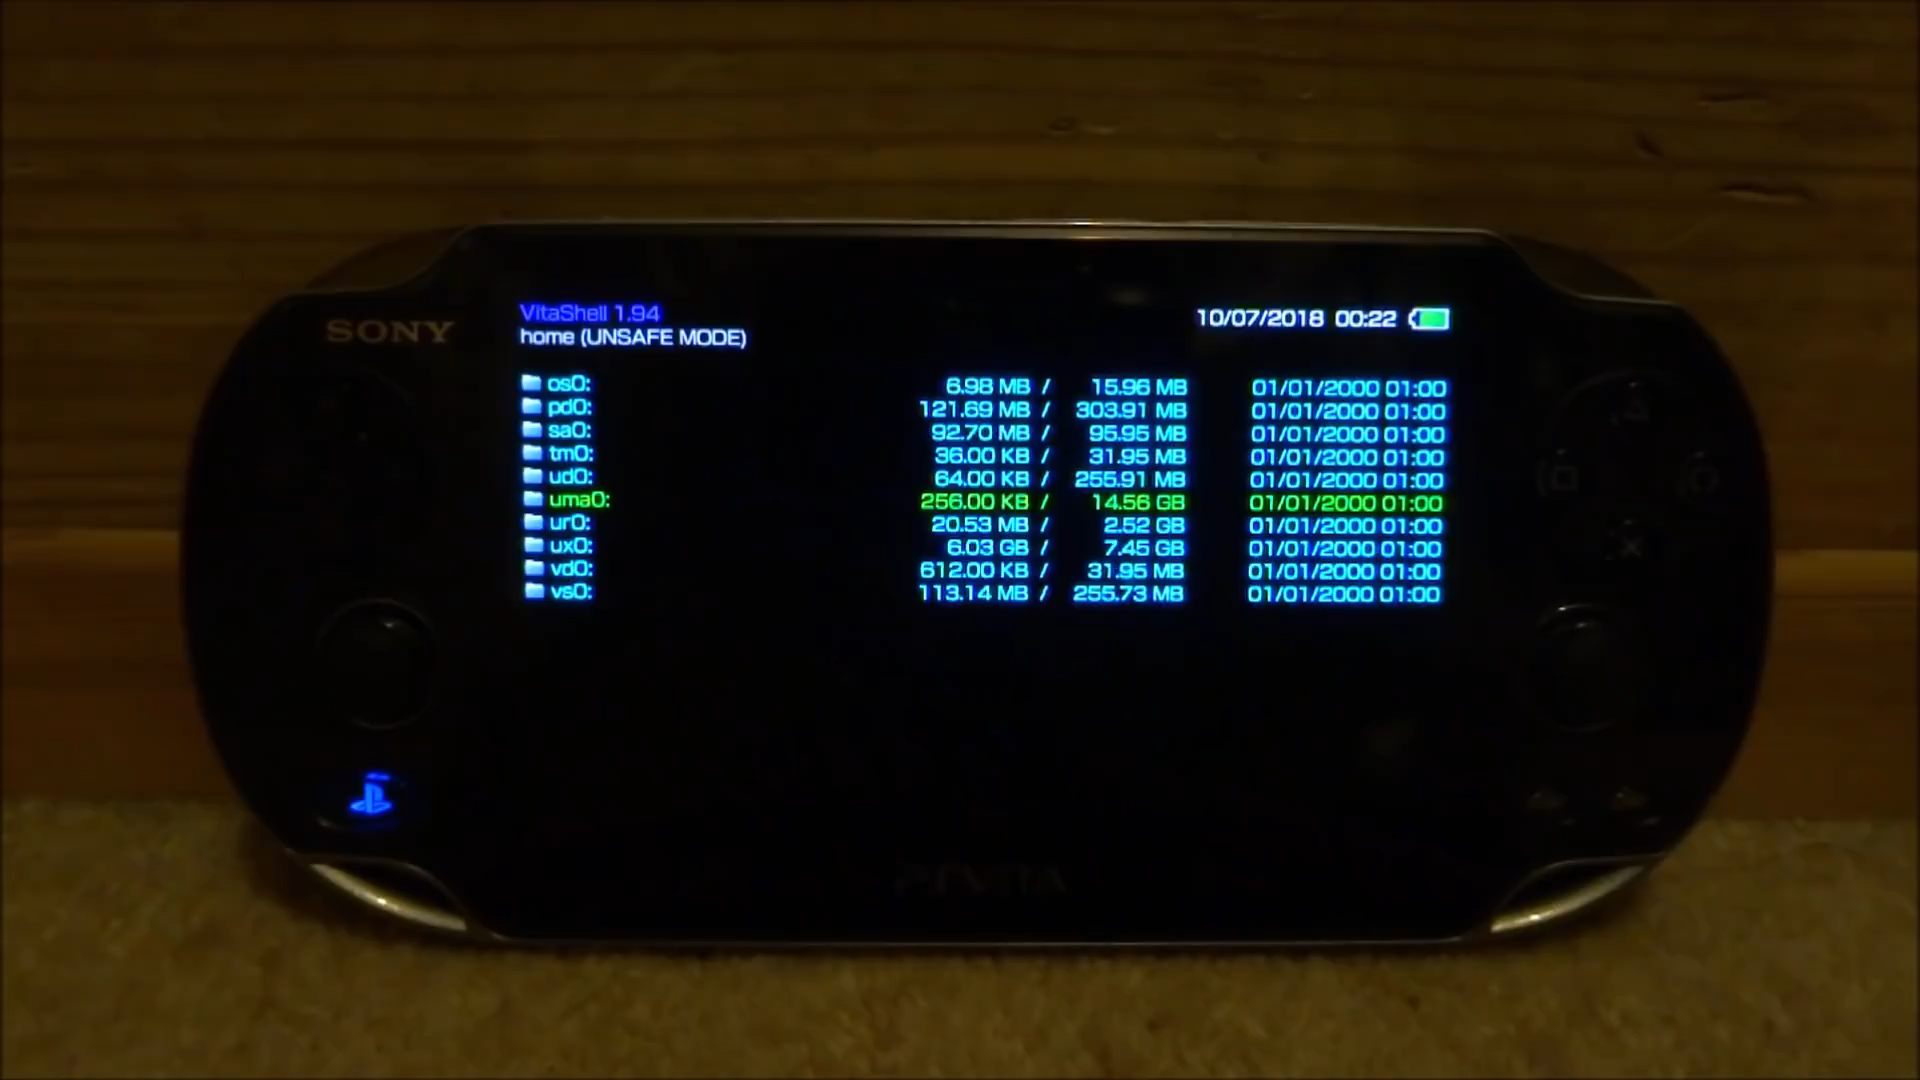 SONY
VitaShell 1.94
10/07/2018 00:22
home (UNSAFE MODE)
os0: 6.98 MB / 15.96 MB 01/01/2000 01:00
pd0: 121.69 MB / 303.91 MB 01/01/2000 01:00
sa0: 92.70 MB / 95.95 MB 01/01/2000 01:00
tm0: 36.00 KB / 31.95 MB 01/01/2000 01:00
ud0: 64.00 KB / 255.91 MB 01/01/2000 01:00
uma0: 256.00 KB / 14.56 GB 01/01/2000 01:00
ur0: 20.53 MB / 2.52 GB 01/01/2000 01:00
ux0: 6.03 GB / 7.45 GB 01/01/2000 01:00
vd0: 612.00 KB / 31.95 MB 01/01/2000 01:00
vs0: 113.14 MB / 255.73 MB 01/01/2000 01:00
PSVITA